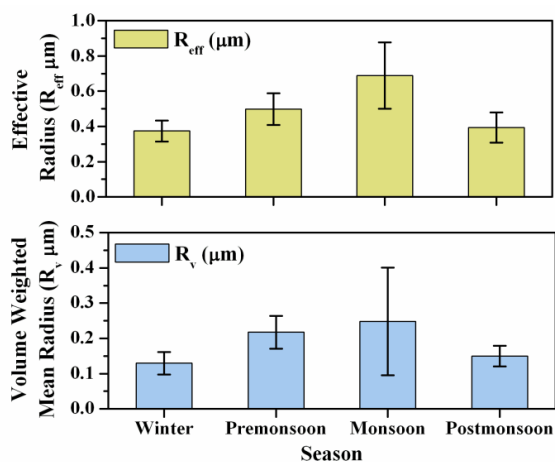 Effective
Radius (R_eff μm)
1.0
0.8
0.6
0.4
0.2
0.0
R_eff (μm)
Volume Weighted
Mean Radius (R_v μm)
0.5
0.4
0.3
0.2
0.1
0.0
R_v (μm)
Winter Premonsoon Monsoon Postmonsoon
Season